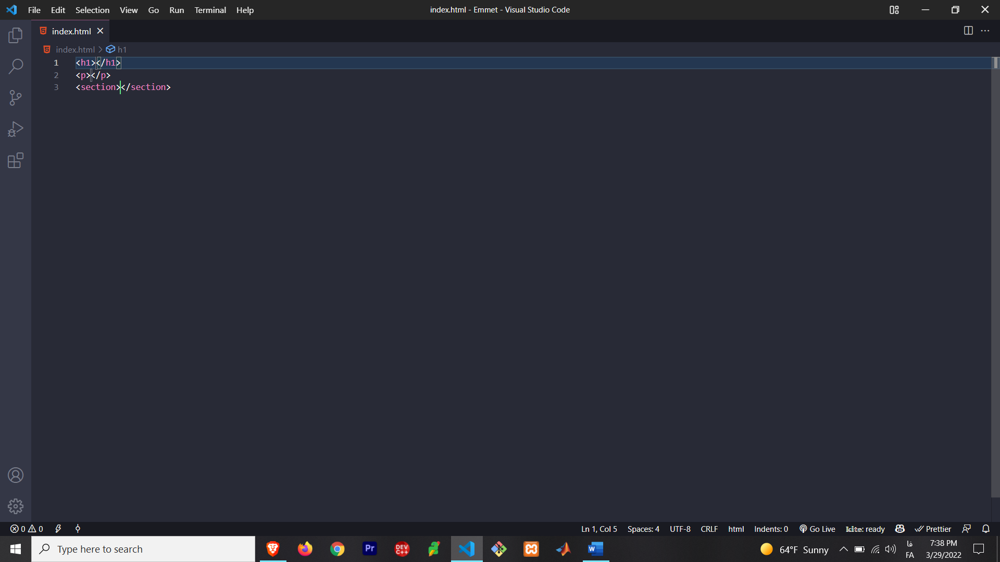 File Edit Selection View Go Run Terminal Help
index.html - Emmet - Visual Studio Code
index.html
index.html > h1
1 <h1></h1>
2 <p></p>
3 <section></section>
0 0
Ln 1, Col 5 Spaces: 4 UTF-8 CRLF html Indents: 0 Go Live kite: ready Prettier
Type here to search
Pr
DEV
C++
W
64°F Sunny
فا
FA
7:38 PM
3/29/2022